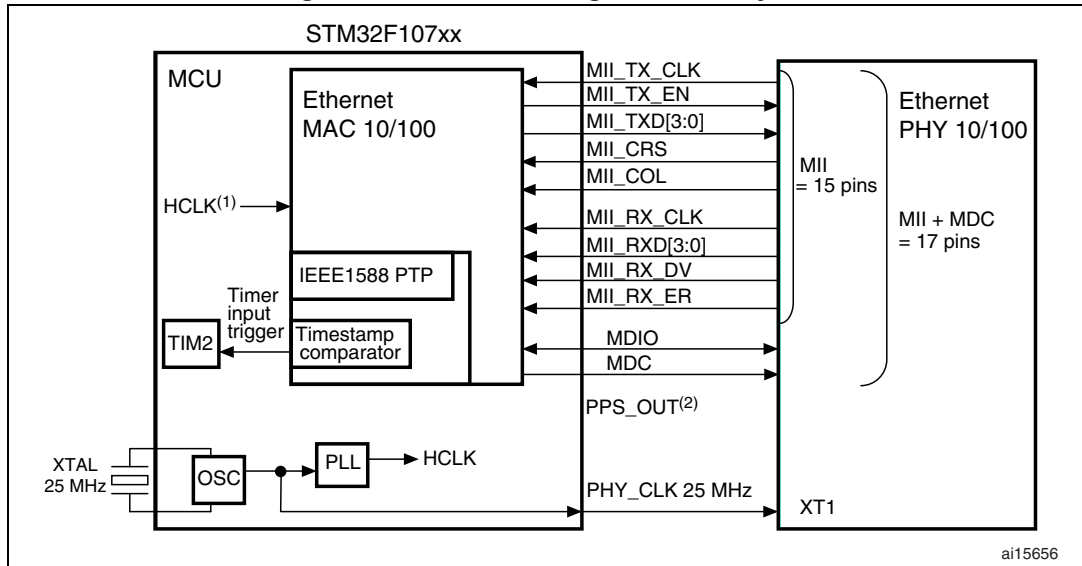 STM32F107xx
MCU
Ethernet
MAC 10/100
HCLK(1)
IEEE1588 PTP
Timer
input
trigger
TIM2
Timestamp
comparator
XTAL
25 MHz
OSC
PLL
HCLK
MII_TX_CLK
MII_TX_EN
MII_TXD[3:0]
MII_CRS
MII_COL
MII_RX_CLK
MII_RXD[3:0]
MII_RX_DV
MII_RX_ER
MDIO
MDC
PPS_OUT(2)
PHY_CLK 25 MHz
Ethernet
PHY 10/100
MII
= 15 pins
MII + MDC
= 17 pins
XT1
ai15656